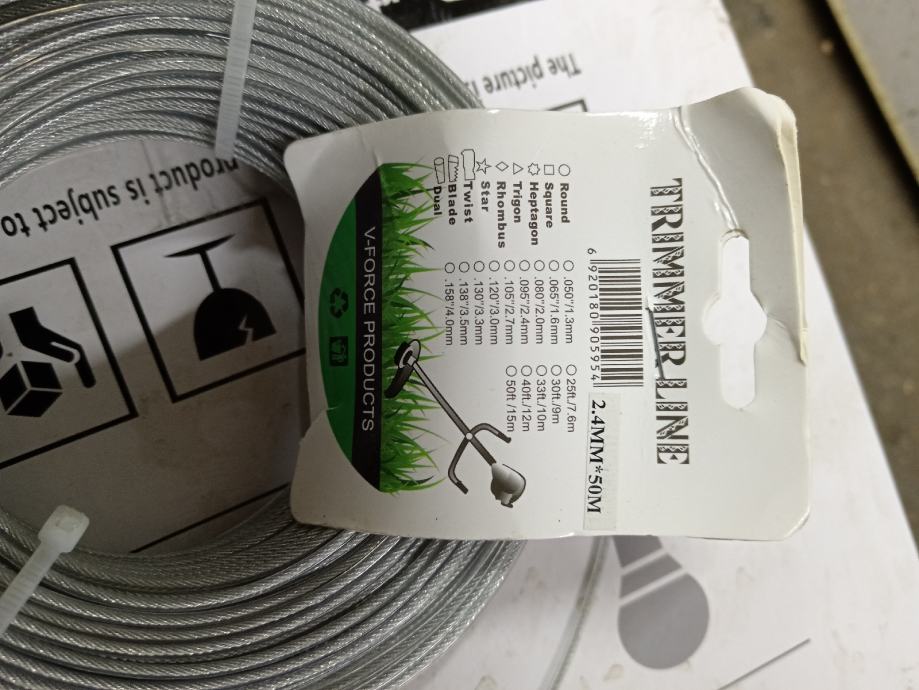 TRIMMER LINE
6 920180 905954
2.4MM*50M
Round
Square
Heptagon
Trigon
Rhombus
Star
Twist
Blade
Dual
.050"/1.3mm
.065"/1.6mm
.080"/2.0mm
.095"/2.4mm
.105"/2.7mm
.120"/3.0mm
.130"/3.3mm
.138"/3.5mm
.158"/4.0mm
25ft./7.6m
30ft/9m
33ft/10m
40ft./12m
50ft/15m
V-FORCE PRODUCTS
The picture is
product is subject to